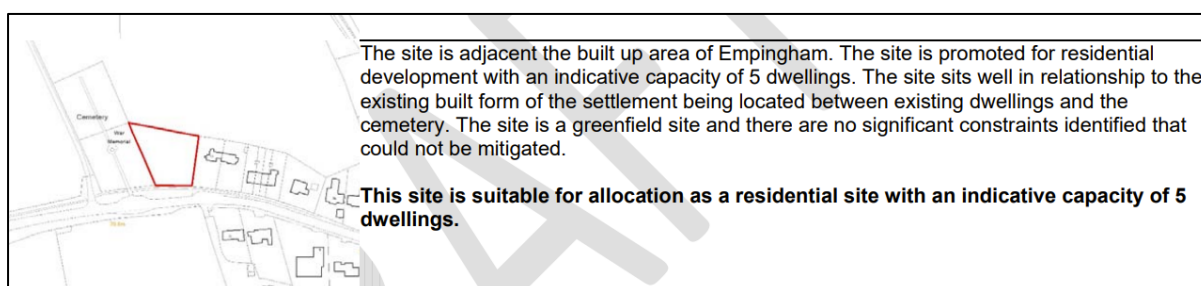 The site is adjacent the built up area of Empingham. The site is promoted for residential
development with an indicative capacity of 5 dwellings. The site sits well in relationship to the
existing built form of the settlement being located between existing dwellings and the
cemetery. The site is a greenfield site and there are no significant constraints identified that
could not be mitigated.
This site is suitable for allocation as a residential site with an indicative capacity of 5
dwellings.
Cemetery
War
Memorial